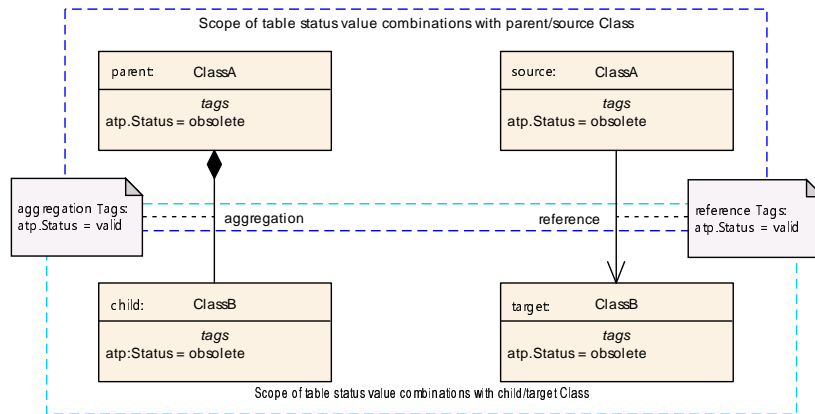 Scope of table status value combinations with parent/source Class
parent: ClassA
tags
atp.Status = obsolete
source: ClassA
tags
atp.Status = obsolete
aggregation Tags:
atp.Status = valid
aggregation
reference
reference Tags:
atp.Status = valid
child: ClassB
tags
atp:Status = obsolete
target: ClassB
tags
atp.Status = obsolete
Scope of table status value combinations with child/target Class